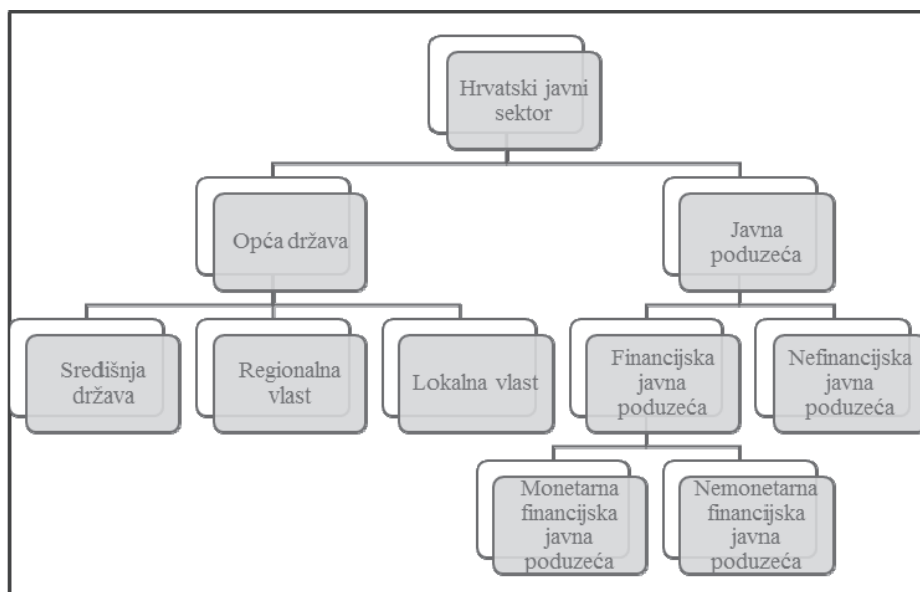 Hrvatski javni
sektor
Opća država
Javna
poduzeća
Središnja
država
Regionalna
vlast
Lokalna vlast
Financijska
javna
poduzeća
Nefinancijska
javna
poduzeća
Monetarna
financijska
javna
poduzeća
Nemonetarna
financijska
javna
poduzeća